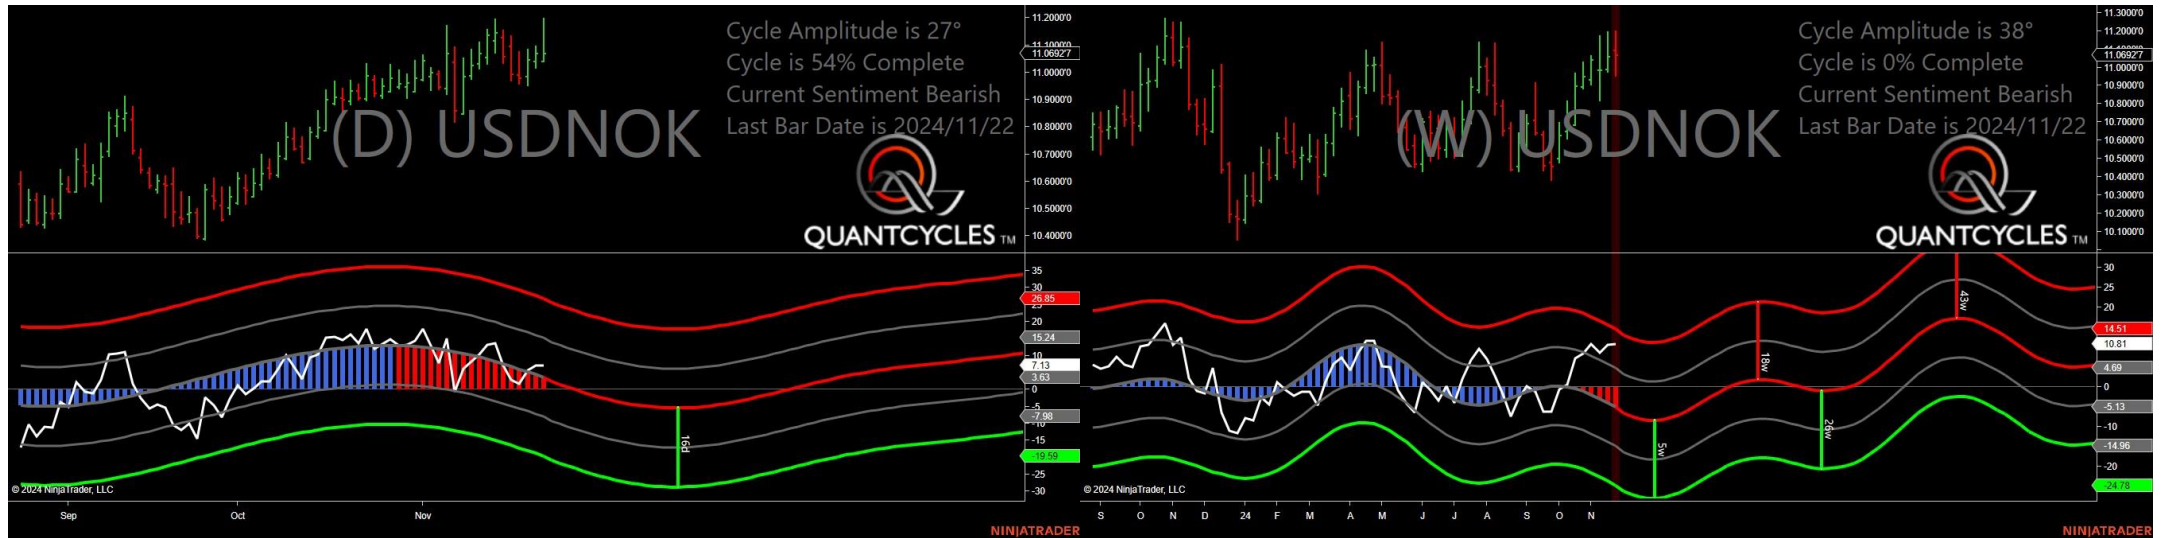 Cycle Amplitude is 27°
Cycle is 54% Complete
Current Sentiment Bearish
Last Bar Date is 2024/11/22
(D) USDNOK
QUANTCYCLES TM
11.2000'0
11.0692'7
11.0000'0
10.9000'0
10.8000'0
10.7000'0
10.6000'0
10.5000'0
10.4000'0
35
30
26.85
20
15.24
10
7.13
3.63
0
-5
-7.98
-10
-15
-19.59
-25
-30
16d
© 2024 NinjaTrader, LLC
Sep Oct Nov
NINJATRADER
Cycle Amplitude is 38°
Cycle is 0% Complete
Current Sentiment Bearish
Last Bar Date is 2024/11/22
(W) USDNOK
QUANTCYCLES TM
11.3000'0
11.2000'0
11.0692'7
11.0000'0
10.9000'0
10.8000'0
10.7000'0
10.6000'0
10.5000'0
10.4000'0
10.3000'0
10.2000'0
10.1000'0
30
20
14.51
10.81
4.69
0
-5.13
-10
-14.96
-20
-24.78
5w
18w
26w
43w
© 2024 NinjaTrader, LLC
S O N D 24 F M A M J J A S O N
NINJATRADER